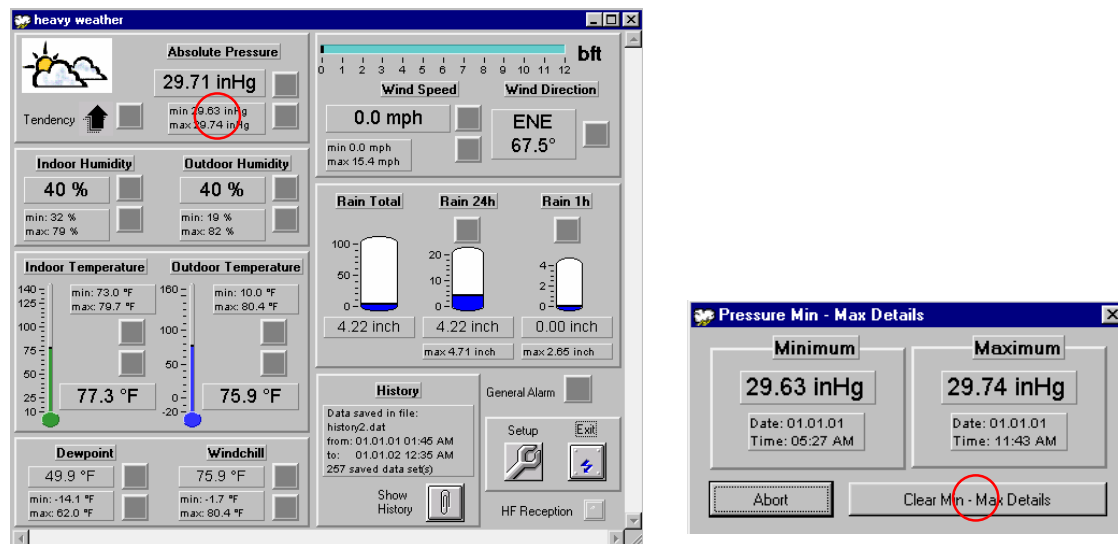 heavy weather
Absolute Pressure
29.71 inHg
Tendency
min 29.63 inHg
max 29.74 inHg
Indoor Humidity
40 %
min: 32 %
max: 79 %
Outdoor Humidity
40 %
min: 19 %
max: 82 %
Indoor Temperature
140
125
100
75
50
25
10
min: 73.0 °F
max: 79.7 °F
77.3 °F
Outdoor Temperature
160
100
50
0
-20
min: 10.0 °F
max: 80.4 °F
75.9 °F
Dewpoint
49.9 °F
min: -14.1 °F
max: 62.0 °F
Windchill
75.9 °F
min: -1.7 °F
max: 80.4 °F
bft
0 1 2 3 4 5 6 7 8 9 10 11 12
Wind Speed
0.0 mph
min 0.0 mph
max 15.4 mph
Wind Direction
ENE
67.5°
Rain Total
100
50
0
4.22 inch
Rain 24h
20
10
0
4.22 inch
max 4.71 inch
Rain 1h
4
2
0
0.00 inch
max 2.65 inch
History
Data saved in file:
history2.dat
from: 01.01.01 01:45 AM
to: 01.01.02 12:35 AM
257 saved data set(s)
Show
History
General Alarm
Setup
Exit
HF Reception
Pressure Min - Max Details
Minimum
29.63 inHg
Date: 01.01.01
Time: 05:27 AM
Maximum
29.74 inHg
Date: 01.01.01
Time: 11:43 AM
Abort
Clear Min - Max Details